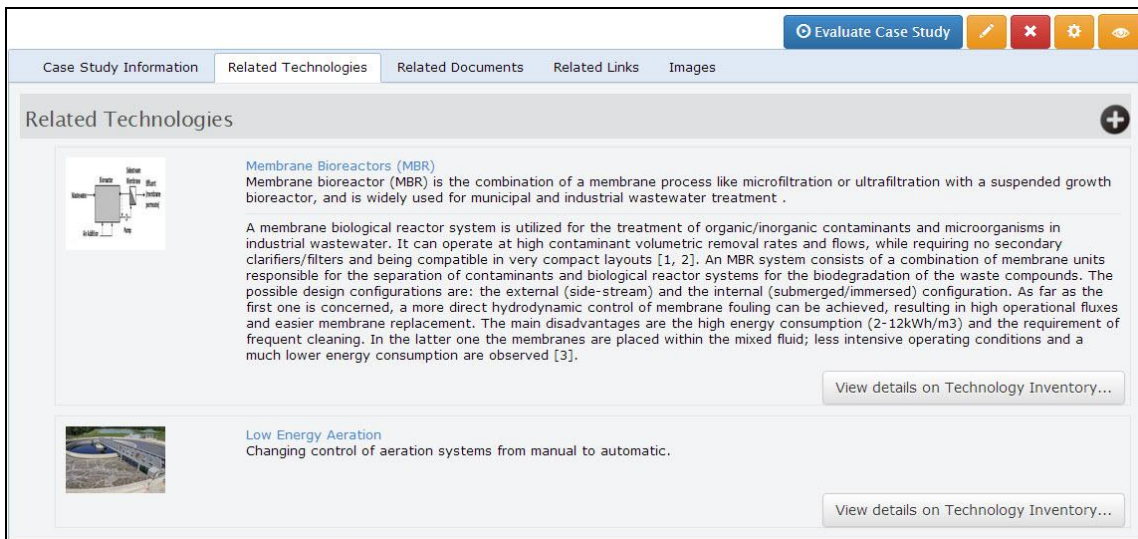 Evaluate Case Study
Case Study Information Related Technologies Related Documents Related Links Images
Related Technologies
Membrane Bioreactors (MBR)
Membrane bioreactor (MBR) is the combination of a membrane process like microfiltration or ultrafiltration with a suspended growth
bioreactor, and is widely used for municipal and industrial wastewater treatment .
A membrane biological reactor system is utilized for the treatment of organic/inorganic contaminants and microorganisms in
industrial wastewater. It can operate at high contaminant volumetric removal rates and flows, while requiring no secondary
clarifiers/filters and being compatible in very compact layouts [1, 2]. An MBR system consists of a combination of membrane units
responsible for the separation of contaminants and biological reactor systems for the biodegradation of the waste compounds. The
possible design configurations are: the external (side-stream) and the internal (submerged/immersed) configuration. As far as the
first one is concerned, a more direct hydrodynamic control of membrane fouling can be achieved, resulting in high operational fluxes
and easier membrane replacement. The main disadvantages are the high energy consumption (2-12kWh/m3) and the requirement of
frequent cleaning. In the latter one the membranes are placed within the mixed fluid; less intensive operating conditions and a
much lower energy consumption are observed [3].
View details on Technology Inventory...
Low Energy Aeration
Changing control of aeration systems from manual to automatic.
View details on Technology Inventory...